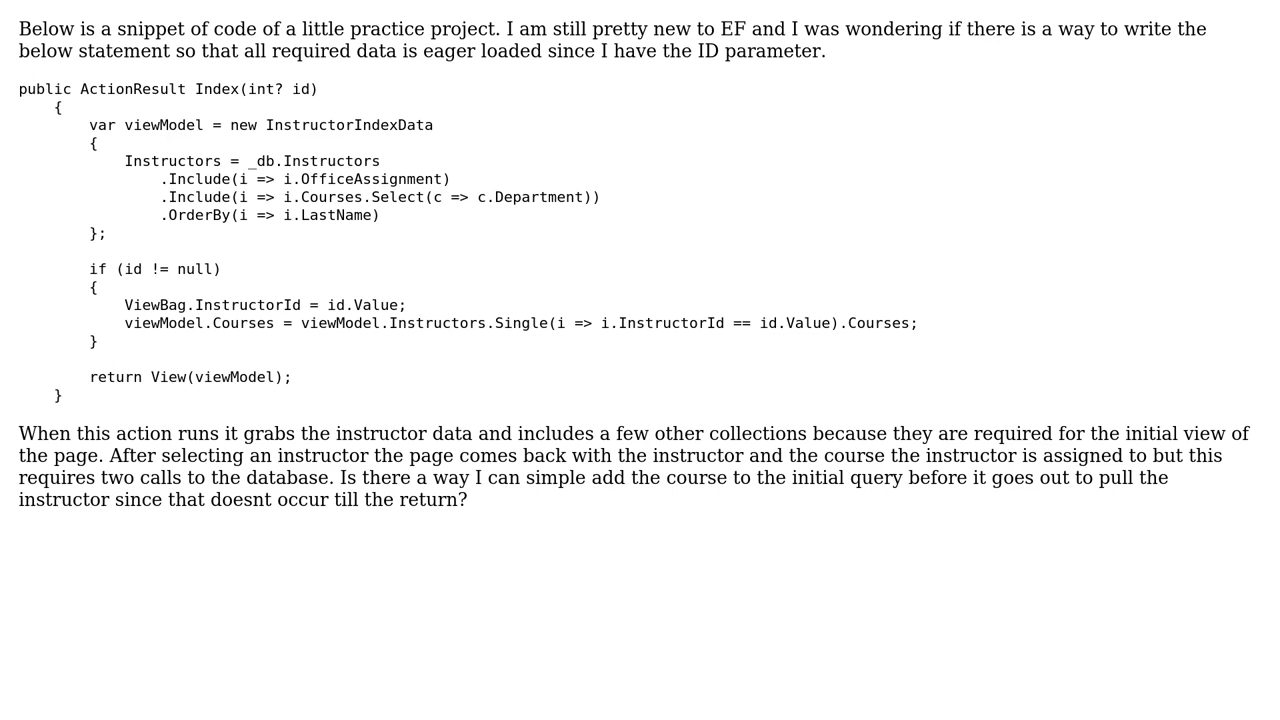 Below is a snippet of code of a little practice project. I am still pretty new to EF and I was wondering if there is a way to write the
below statement so that all required data is eager loaded since I have the ID parameter.
public ActionResult Index(int? id)
    {
        var viewModel = new InstructorIndexData
        {
            Instructors = _db.Instructors
                .Include(i => i.OfficeAssignment)
                .Include(i => i.Courses.Select(c => c.Department))
                .OrderBy(i => i.LastName)
        };
        if (id != null)
        {
            ViewBag.InstructorId = id.Value;
            viewModel.Courses = viewModel.Instructors.Single(i => i.InstructorId == id.Value).Courses;
        }
        return View(viewModel);
    }
When this action runs it grabs the instructor data and includes a few other collections because they are required for the initial view of
the page. After selecting an instructor the page comes back with the instructor and the course the instructor is assigned to but this
requires two calls to the database. Is there a way I can simple add the course to the initial query before it goes out to pull the
instructor since that doesnt occur till the return?